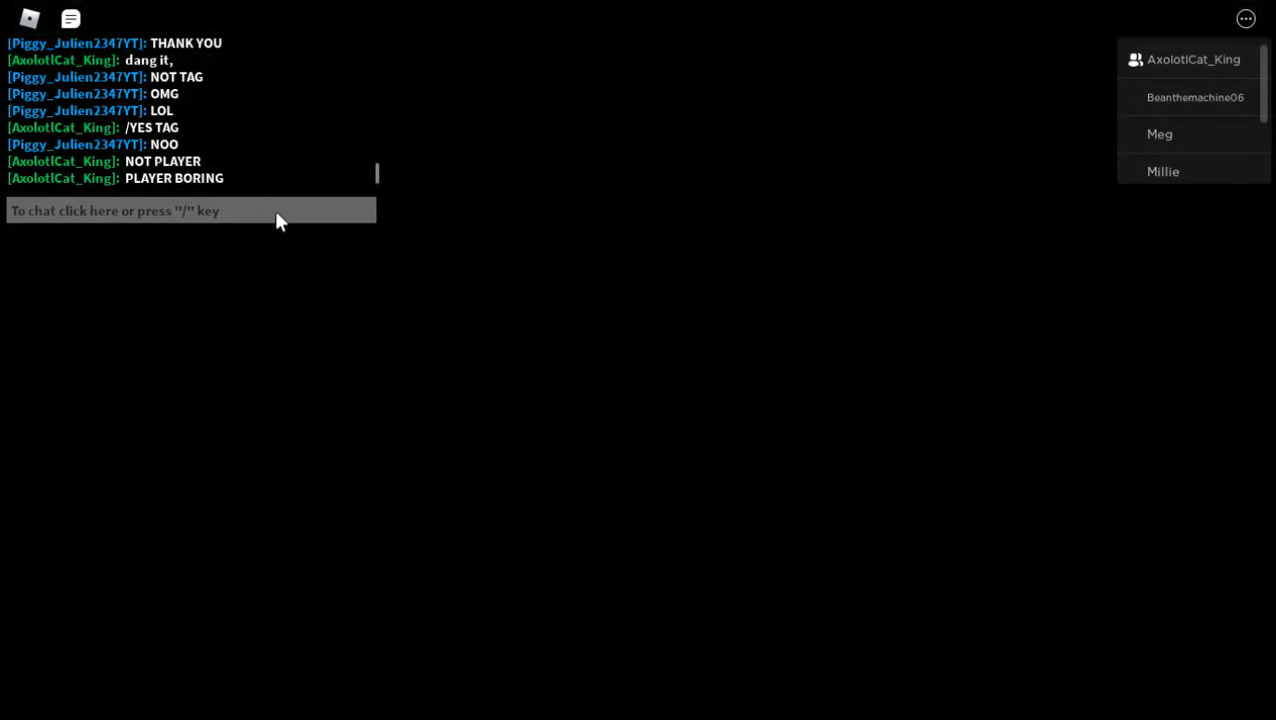 [Piggy_Julien2347YT]: THANK YOU
[AxolotlCat_King]: dang it,
[Piggy_Julien2347YT]: NOT TAG
[Piggy_Julien2347YT]: OMG
[Piggy_Julien2347YT]: LOL
[AxolotlCat_King]: /YES TAG
[Piggy_Julien2347YT]: NOO
[AxolotlCat_King]: NOT PLAYER
[AxolotlCat_King]: PLAYER BORING
To chat click here or press "/" key
AxolotlCat_King
Beanthemachine06
Meg
Millie